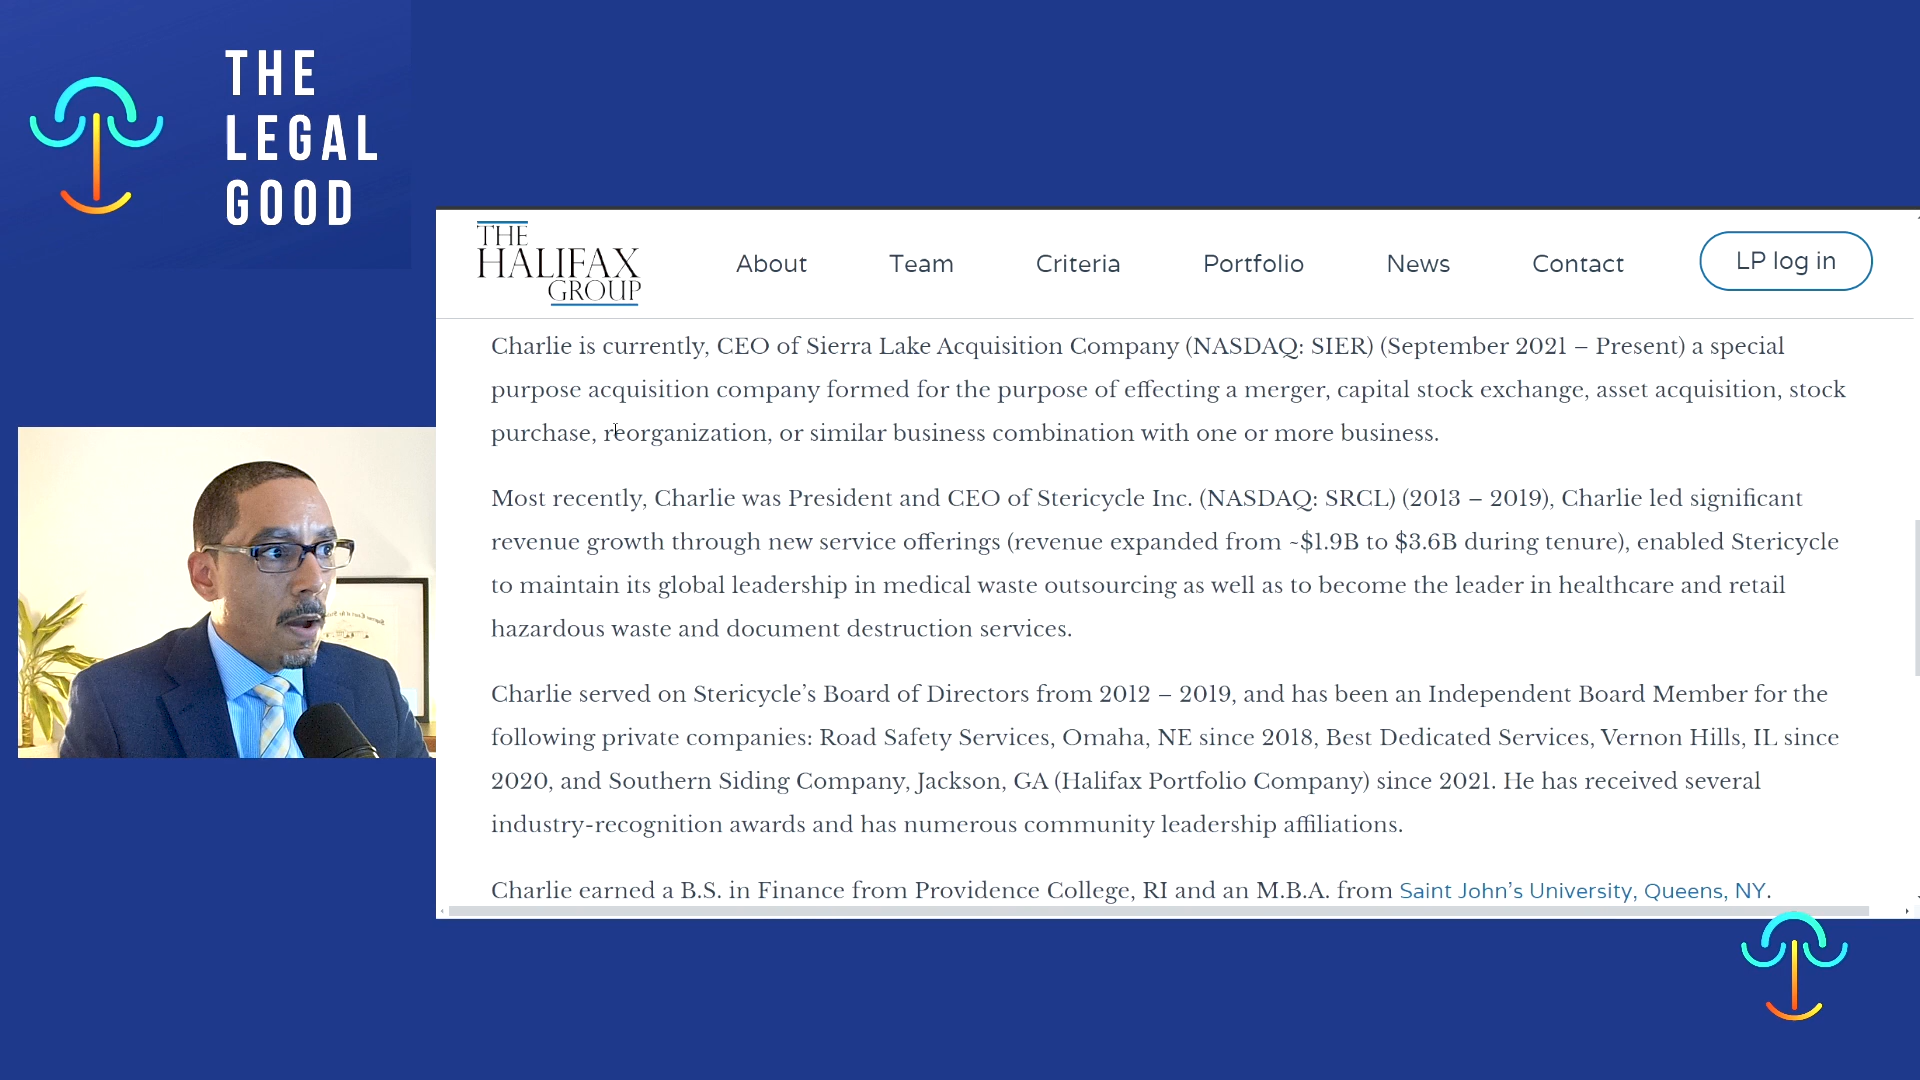 THE
LEGAL
GOOD
THE
HALIFAX
GROUP
About
Team
Criteria
Portfolio
News
Contact
LP log in
Charlie is currently, CEO of Sierra Lake Acquisition Company (NASDAQ: SIER) (September 2021 – Present) a special
purpose acquisition company formed for the purpose of effecting a merger, capital stock exchange, asset acquisition, stock
purchase, reorganization, or similar business combination with one or more business.
Most recently, Charlie was President and CEO of Stericycle Inc. (NASDAQ: SRCL) (2013 – 2019), Charlie led significant
revenue growth through new service offerings (revenue expanded from ~$1.9B to $3.6B during tenure), enabled Stericycle
to maintain its global leadership in medical waste outsourcing as well as to become the leader in healthcare and retail
hazardous waste and document destruction services.
Charlie served on Stericycle’s Board of Directors from 2012 – 2019, and has been an Independent Board Member for the
following private companies: Road Safety Services, Omaha, NE since 2018, Best Dedicated Services, Vernon Hills, IL since
2020, and Southern Siding Company, Jackson, GA (Halifax Portfolio Company) since 2021. He has received several
industry-recognition awards and has numerous community leadership affiliations.
Charlie earned a B.S. in Finance from Providence College, RI and an M.B.A. from Saint John’s University, Queens, NY.